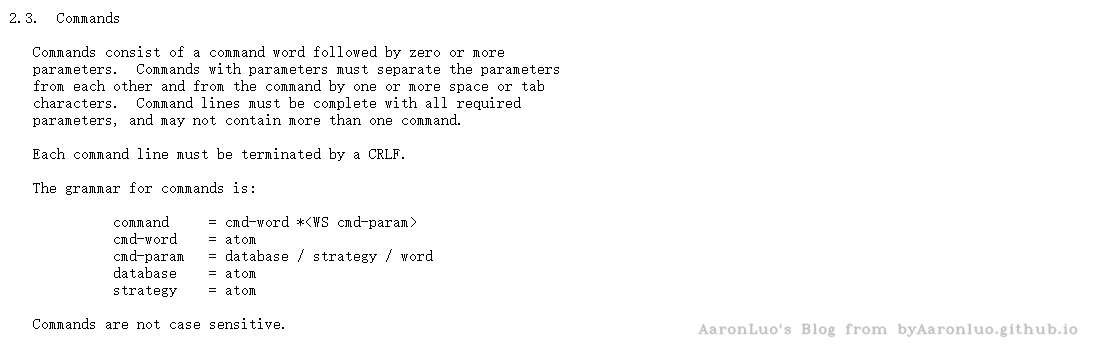 2.3.  Commands
Commands consist of a command word followed by zero or more
parameters.  Commands with parameters must separate the parameters
from each other and from the command by one or more space or tab
characters.  Command lines must be complete with all required
parameters, and may not contain more than one command.
Each command line must be terminated by a CRLF.
The grammar for commands is:
command     = cmd-word *<WS cmd-param>
cmd-word    = atom
cmd-param   = database / strategy / word
database    = atom
strategy    = atom
Commands are not case sensitive.
AaronLuo's Blog from byAaronluo.github.io